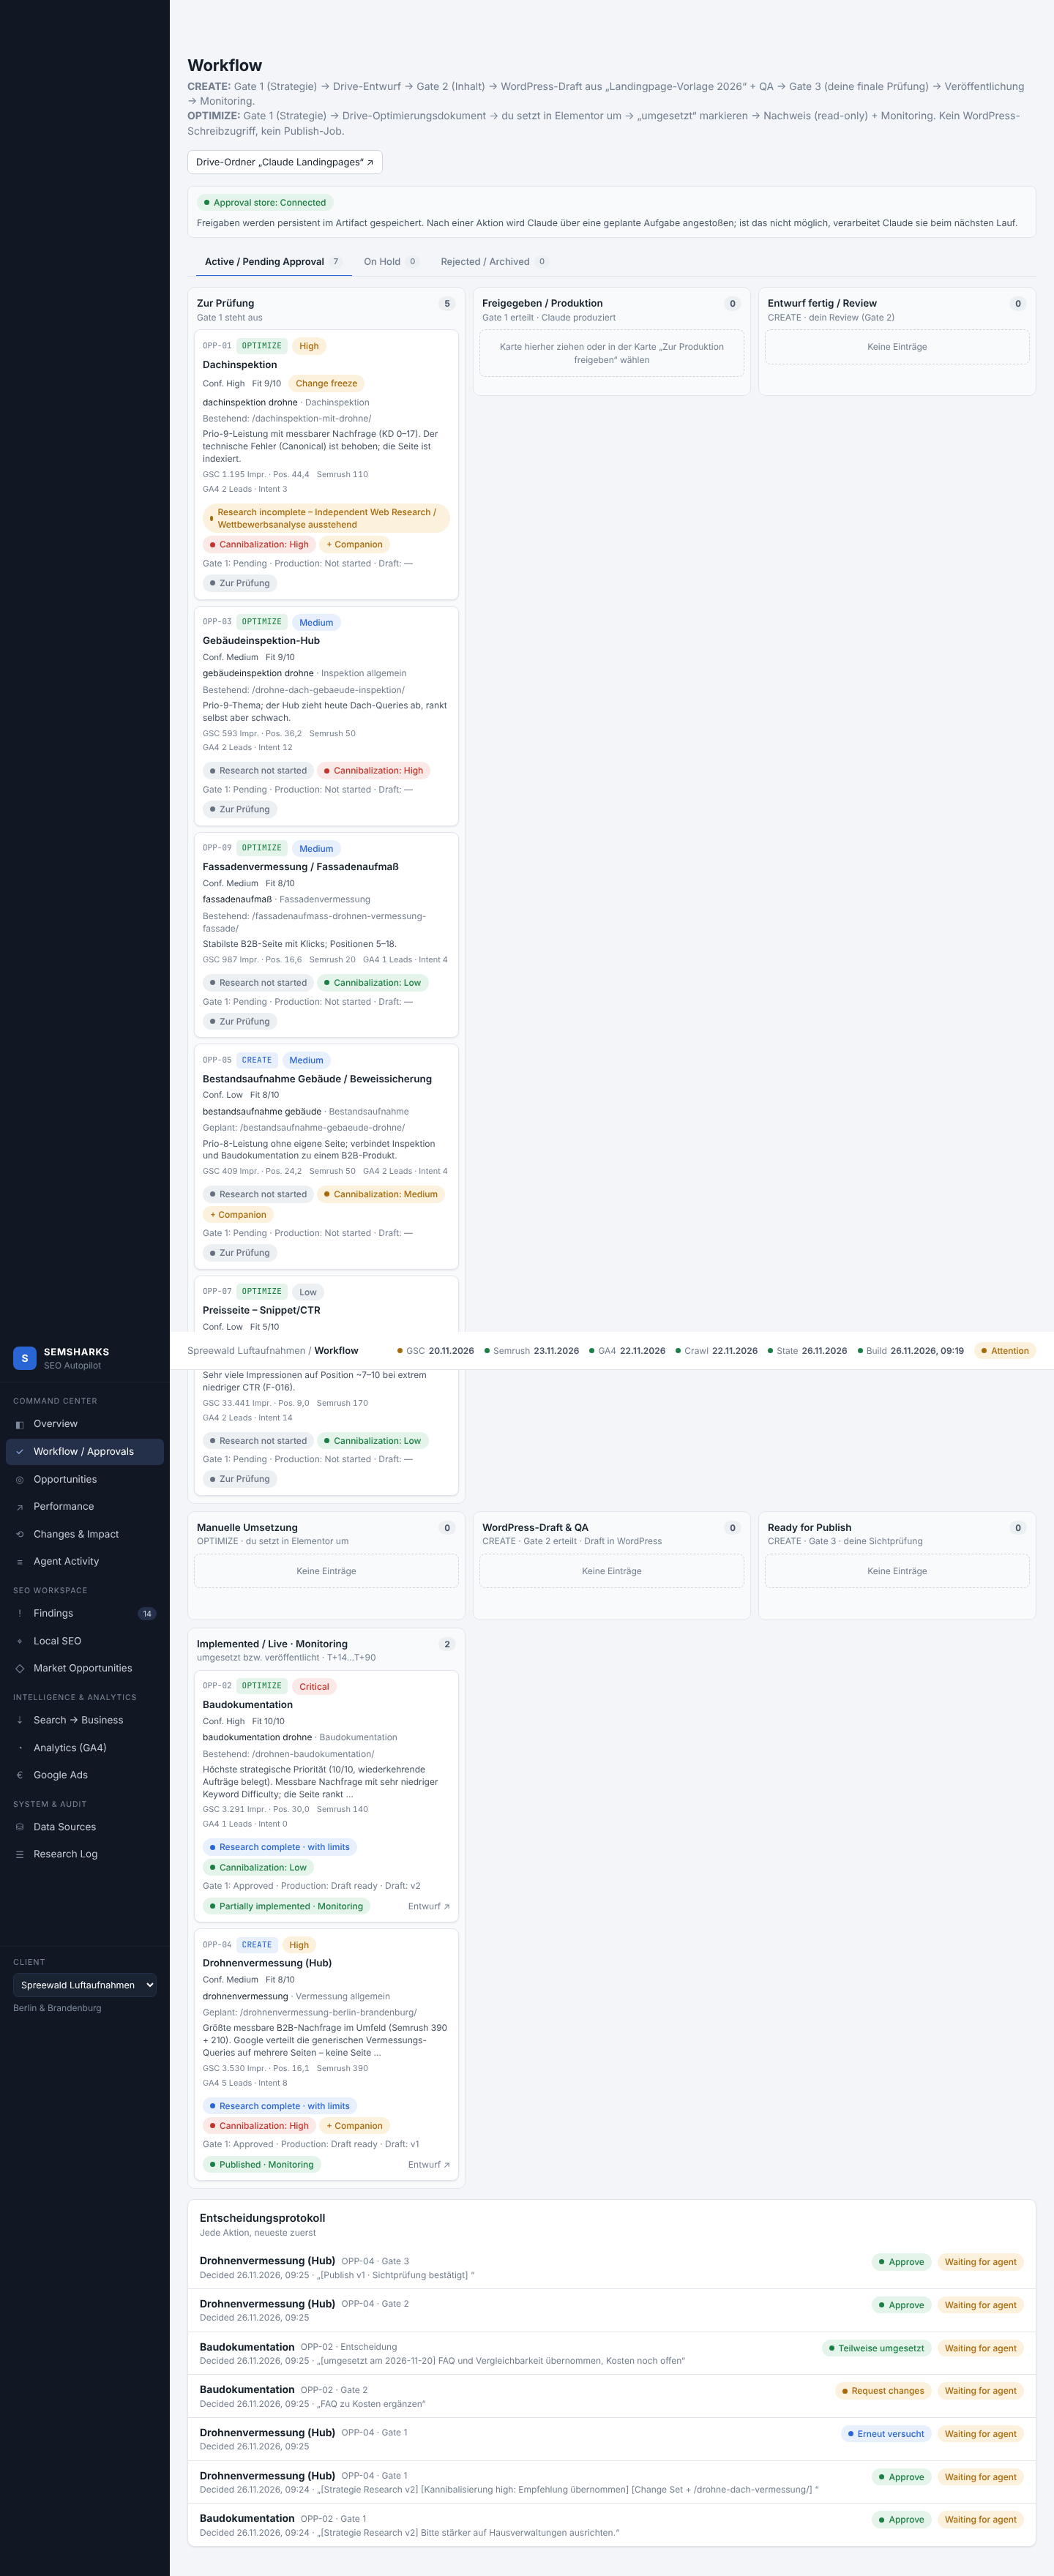 Workflow
CREATE: Gate 1 (Strategie) → Drive-Entwurf → Gate 2 (Inhalt) → WordPress-Draft aus „Landingpage-Vorlage 2026“ + QA → Gate 3 (deine finale Prüfung) → Veröffentlichung
→ Monitoring.
OPTIMIZE: Gate 1 (Strategie) → Drive-Optimierungsdokument → du setzt in Elementor um → „umgesetzt“ markieren → Nachweis (read-only) + Monitoring. Kein WordPress-
Schreibzugriff, kein Publish-Job.
Drive-Ordner „Claude Landingpages“ ↗
Approval store: Connected
Freigaben werden persistent im Artifact gespeichert. Nach einer Aktion wird Claude über eine geplante Aufgabe angestoßen; ist das nicht möglich, verarbeitet Claude sie beim nächsten Lauf.
Active / Pending Approval 7 On Hold 0 Rejected / Archived 0
Zur Prüfung 5
Gate 1 steht aus
OPP-01 OPTIMIZE High
Dachinspektion
Conf. High Fit 9/10 Change freeze
dachinspektion drohne · Dachinspektion
Bestehend: /dachinspektion-mit-drohne/
Prio-9-Leistung mit messbarer Nachfrage (KD 0–17). Der
technische Fehler (Canonical) ist behoben; die Seite ist
indexiert.
GSC 1.195 Impr. · Pos. 44,4 Semrush 110
GA4 2 Leads · Intent 3
Research incomplete – Independent Web Research /
Wettbewerbsanalyse ausstehend
Cannibalization: High + Companion
Gate 1: Pending · Production: Not started · Draft: —
Zur Prüfung
OPP-03 OPTIMIZE Medium
Gebäudeinspektion-Hub
Conf. Medium Fit 9/10
gebäudeinspektion drohne · Inspektion allgemein
Bestehend: /drohne-dach-gebaeude-inspektion/
Prio-9-Thema; der Hub zieht heute Dach-Queries ab, rankt
selbst aber schwach.
GSC 593 Impr. · Pos. 36,2 Semrush 50
GA4 2 Leads · Intent 12
Research not started Cannibalization: High
Gate 1: Pending · Production: Not started · Draft: —
Zur Prüfung
OPP-09 OPTIMIZE Medium
Fassadenvermessung / Fassadenaufmaß
Conf. Medium Fit 8/10
fassadenaufmaß · Fassadenvermessung
Bestehend: /fassadenaufmass-drohnen-vermessung-
fassade/
Stabilste B2B-Seite mit Klicks; Positionen 5–18.
GSC 987 Impr. · Pos. 16,6 Semrush 20 GA4 1 Leads · Intent 4
Research not started Cannibalization: Low
Gate 1: Pending · Production: Not started · Draft: —
Zur Prüfung
OPP-05 CREATE Medium
Bestandsaufnahme Gebäude / Beweissicherung
Conf. Low Fit 8/10
bestandsaufnahme gebäude · Bestandsaufnahme
Geplant: /bestandsaufnahme-gebaeude-drohne/
Prio-8-Leistung ohne eigene Seite; verbindet Inspektion
und Baudokumentation zu einem B2B-Produkt.
GSC 409 Impr. · Pos. 24,2 Semrush 50 GA4 2 Leads · Intent 4
Research not started Cannibalization: Medium
+ Companion
Gate 1: Pending · Production: Not started · Draft: —
Zur Prüfung
OPP-07 OPTIMIZE Low
Preisseite – Snippet/CTR
Conf. Low Fit 5/10
Sehr viele Impressionen auf Position ~7–10 bei extrem
niedriger CTR (F-016).
GSC 33.441 Impr. · Pos. 9,0 Semrush 170
GA4 2 Leads · Intent 14
Research not started Cannibalization: Low
Gate 1: Pending · Production: Not started · Draft: —
Zur Prüfung
Freigegeben / Produktion 0
Gate 1 erteilt · Claude produziert
Karte hierher ziehen oder in der Karte „Zur Produktion
freigeben“ wählen
Entwurf fertig / Review 0
CREATE · dein Review (Gate 2)
Keine Einträge
Spreewald Luftaufnahmen / Workflow GSC 20.11.2026 Semrush 23.11.2026 GA4 22.11.2026 Crawl 22.11.2026 State 26.11.2026 Build 26.11.2026, 09:19 Attention
S SEMSHARKS
SEO Autopilot
COMMAND CENTER
Overview
Workflow / Approvals
Opportunities
Performance
Changes & Impact
Agent Activity
SEO WORKSPACE
Findings 14
Local SEO
Market Opportunities
INTELLIGENCE & ANALYTICS
Search → Business
Analytics (GA4)
€ Google Ads
SYSTEM & AUDIT
Data Sources
Research Log
CLIENT
Spreewald Luftaufnahmen
Berlin & Brandenburg
Manuelle Umsetzung 0
OPTIMIZE · du setzt in Elementor um
Keine Einträge
WordPress-Draft & QA 0
CREATE · Gate 2 erteilt · Draft in WordPress
Keine Einträge
Ready for Publish 0
CREATE · Gate 3 · deine Sichtprüfung
Keine Einträge
Implemented / Live · Monitoring 2
umgesetzt bzw. veröffentlicht · T+14…T+90
OPP-02 OPTIMIZE Critical
Baudokumentation
Conf. High Fit 10/10
baudokumentation drohne · Baudokumentation
Bestehend: /drohnen-baudokumentation/
Höchste strategische Priorität (10/10, wiederkehrende
Aufträge belegt). Messbare Nachfrage mit sehr niedriger
Keyword Difficulty; die Seite rankt …
GSC 3.291 Impr. · Pos. 30,0 Semrush 140
GA4 1 Leads · Intent 0
Research complete · with limits
Cannibalization: Low
Gate 1: Approved · Production: Draft ready · Draft: v2
Partially implemented · Monitoring Entwurf ↗
OPP-04 CREATE High
Drohnenvermessung (Hub)
Conf. Medium Fit 8/10
drohnenvermessung · Vermessung allgemein
Geplant: /drohnenvermessung-berlin-brandenburg/
Größte messbare B2B-Nachfrage im Umfeld (Semrush 390
+ 210). Google verteilt die generischen Vermessungs-
Queries auf mehrere Seiten – keine Seite …
GSC 3.530 Impr. · Pos. 16,1 Semrush 390
GA4 5 Leads · Intent 8
Research complete · with limits
Cannibalization: High + Companion
Gate 1: Approved · Production: Draft ready · Draft: v1
Published · Monitoring Entwurf ↗
Entscheidungsprotokoll
Jede Aktion, neueste zuerst
Drohnenvermessung (Hub) OPP-04 · Gate 3 Approve Waiting for agent
Decided 26.11.2026, 09:25 · „[Publish v1 · Sichtprüfung bestätigt] “
Drohnenvermessung (Hub) OPP-04 · Gate 2 Approve Waiting for agent
Decided 26.11.2026, 09:25
Baudokumentation OPP-02 · Entscheidung Teilweise umgesetzt Waiting for agent
Decided 26.11.2026, 09:25 · „[umgesetzt am 2026-11-20] FAQ und Vergleichbarkeit übernommen, Kosten noch offen“
Baudokumentation OPP-02 · Gate 2 Request changes Waiting for agent
Decided 26.11.2026, 09:25 · „FAQ zu Kosten ergänzen“
Drohnenvermessung (Hub) OPP-04 · Gate 1 Erneut versucht Waiting for agent
Decided 26.11.2026, 09:25
Drohnenvermessung (Hub) OPP-04 · Gate 1 Approve Waiting for agent
Decided 26.11.2026, 09:24 · „[Strategie Research v2] [Kannibalisierung high: Empfehlung übernommen] [Change Set + /drohne-dach-vermessung/] “
Baudokumentation OPP-02 · Gate 1 Approve Waiting for agent
Decided 26.11.2026, 09:24 · „[Strategie Research v2] Bitte stärker auf Hausverwaltungen ausrichten.“